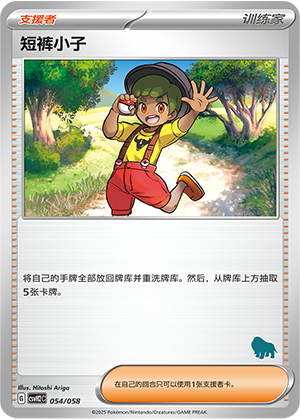 支援者
训练家
短裤小子
将自己的手牌全部放回牌库并重洗牌库。然后，从牌库上方抽取
5张卡牌。
Illus. Hitoshi Ariga
G CSVH2C 054/058
在自己的回合只可以使用1张支援者卡。
©2025 Pokémon/Nintendo/Creatures/GAME FREAK.